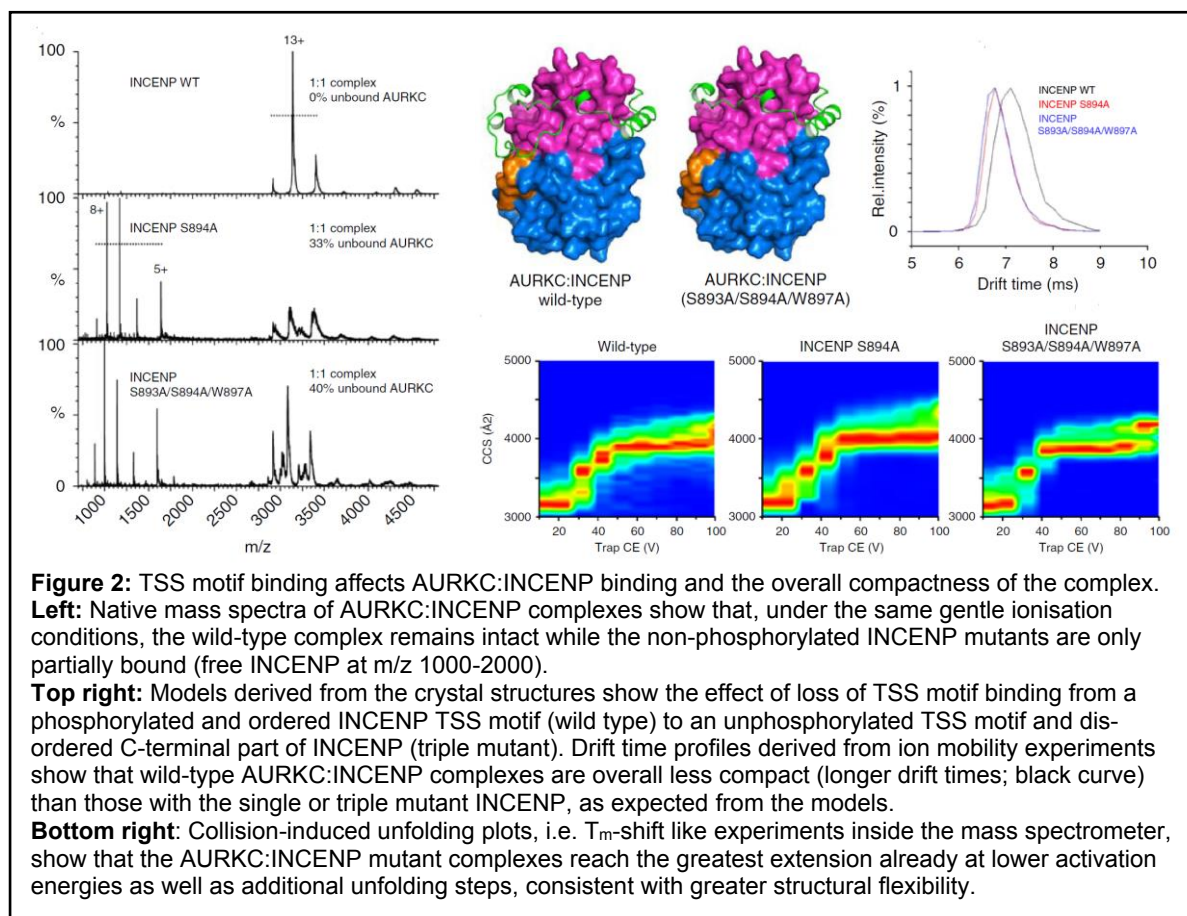 100
13+
INCENP WT
1:1 complex
0% unbound AURKC
%
100
8+
INCENP S894A
1:1 complex
33% unbound AURKC
5+
%
INCENP
S893A/S894A/W897A)
1:1 complex
40% unbound AURKC
%
0
1000
1500
2000
2500
3000
3500
4000
4500
m/z
AURKC:INCENP
wild-type
AURKC:INCENP
(S893A/S894A/W897A)
Rel.intensity (%)
1
0
INCENP WT
INCENP S894A
INCENP
S893A/S894A/W897A)
5 6 7 8 9 10
Drift time (ms)
Wild-type
INCENP S894A
INCENP
S893A/S894A/W897A)
CCS (Å2)
5000
4000
3000
0 20 40 60 80 100
Trap CE (V)
5000
4000
3000
0 20 40 60 80 100
Trap CE (V)
5000
4000
3000
0 20 40 60 80 100
Trap CE (V)
Figure 2: TSS motif binding affects AURKC:INCENP binding and the overall compactness of the complex.
Left: Native mass spectra of AURKC:INCENP complexes show that, under the same gentle ionisation
conditions, the wild-type complex remains intact while the non-phosphorylated INCENP mutants are only
partially bound (free INCENP at m/z 1000-2000).
Top right: Models derived from the crystal structures show the effect of loss of TSS motif binding from a
phosphorylated and ordered INCENP TSS motif (wild type) to an unphosphorylated TSS motif and dis-
ordered C-terminal part of INCENP (triple mutant). Drift time profiles derived from ion mobility experiments
show that wild-type AURKC:INCENP complexes are overall less compact (longer drift times; black curve)
than those with the single or triple mutant INCENP, as expected from the models.
Bottom right: Collision-induced unfolding plots, i.e. Tm-shift like experiments inside the mass spectrometer,
show that the AURKC:INCENP mutant complexes reach the greatest extension already at lower activation
energies as well as additional unfolding steps, consistent with greater structural flexibility.